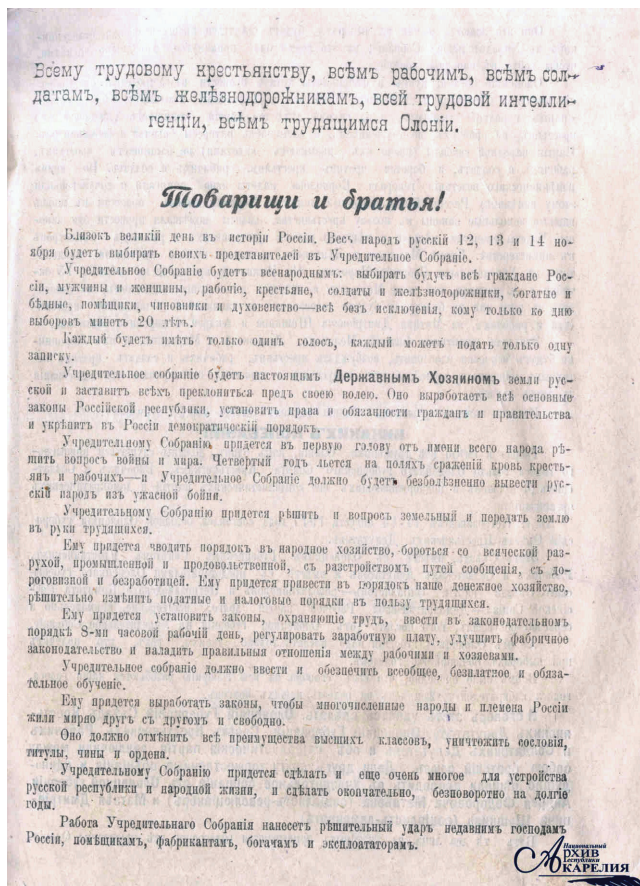 Всему трудовому крестьянству, всѣмъ рабочимъ, всѣмъ сол-
датамъ, всѣмъ желѣзнодорожникамъ, всей трудовой интелли-
генціи, всѣмъ трудящимся Олоніи.
Товарищи и братья!
Близок великій день въ исторіи Россіи. Весь народъ русскій 12, 13 и 14 но-
ября будетъ выбирать своихъ представителей въ Учредительное Собраніе.
Учредительное Собраніе будетъ всенароднымъ: выбирать будутъ всѣ граждане Рос-
сіи, мужчины и женщины, рабочіе, крестьяне, солдаты и желѣзнодорожники, богатые и
бѣдные, помѣщики, чиновники и духовенство—всѣ без исключенія, кому только ко дню
выборовъ минетъ 20 лѣтъ.
Каждый будетъ имѣть только одинъ голосъ, каждый можетъ подать только одну
записку.
Учредительное собраніе будетъ настоящимъ Державнымъ Хозяиномъ земли рус-
ской и заставитъ всѣхъ преклониться предъ своею волею. Оно выработаетъ всѣ основные
законы Россійской республики, установитъ права и обязанности гражданъ и правительства
и укрѣпитъ въ Россіи демократическій порядокъ.
Учредительному Собранію придется въ первую голову отъ имени всего народа рѣ-
шить вопросъ войны и мира. Четвертый годъ льется на поляхъ сраженій кровь кресть-
янъ и рабочихъ—и Учредительное Собраніе должно будетъ безболѣзненно вывести рус-
скій народъ изъ ужасной бойни.
Учредительному Собранію придется рѣшить и вопросъ земельный и передать землю
въ руки трудящихся.
Ему придется вводить порядокъ въ народное хозяйство, бороться со всяческой раз-
рухой, промышленной и продовольственной, съ разстройствомъ путей сообщенія, съ до-
роговизной и безработицей. Ему придется привести въ порядокъ наше денежное хозяйство,
рѣшительно измѣнить податные и налоговые порядки въ пользу трудящихся.
Ему придется установить законы, охраняющіе трудъ, ввести въ законодательномъ
порядкѣ 8-ми часовой рабочій день, регулировать заработную плату, улучшить фабричное
законодательство и наладить правильныя отношенія между рабочими и хозяевами.
Учредительное собраніе должно ввести и обезпечить всеобщее, безплатное и обяза-
тельное обученіе.
Ему придется выработать законы, чтобы многочисленные народы и племена Россіи
жили мирно другъ съ другомъ и свободно.
Оно должно отмѣнить всѣ преимущества высшихъ классовъ, уничтожить сословія,
титулы, чины и ордена.
Учредительному Собранію придется сдѣлать и еще очень многое для устройства
русской республики и народной жизни, и сдѣлать окончательно, безповоротно на долгіе
годы.
Работа Учредительнаго Собранія нанесетъ рѣшительный ударъ недавнимъ господамъ
Россіи, помѣщикамъ, фабрикантамъ, богачамъ и эксплоататорамъ.
Национальный
Архив
Республики
Карелия